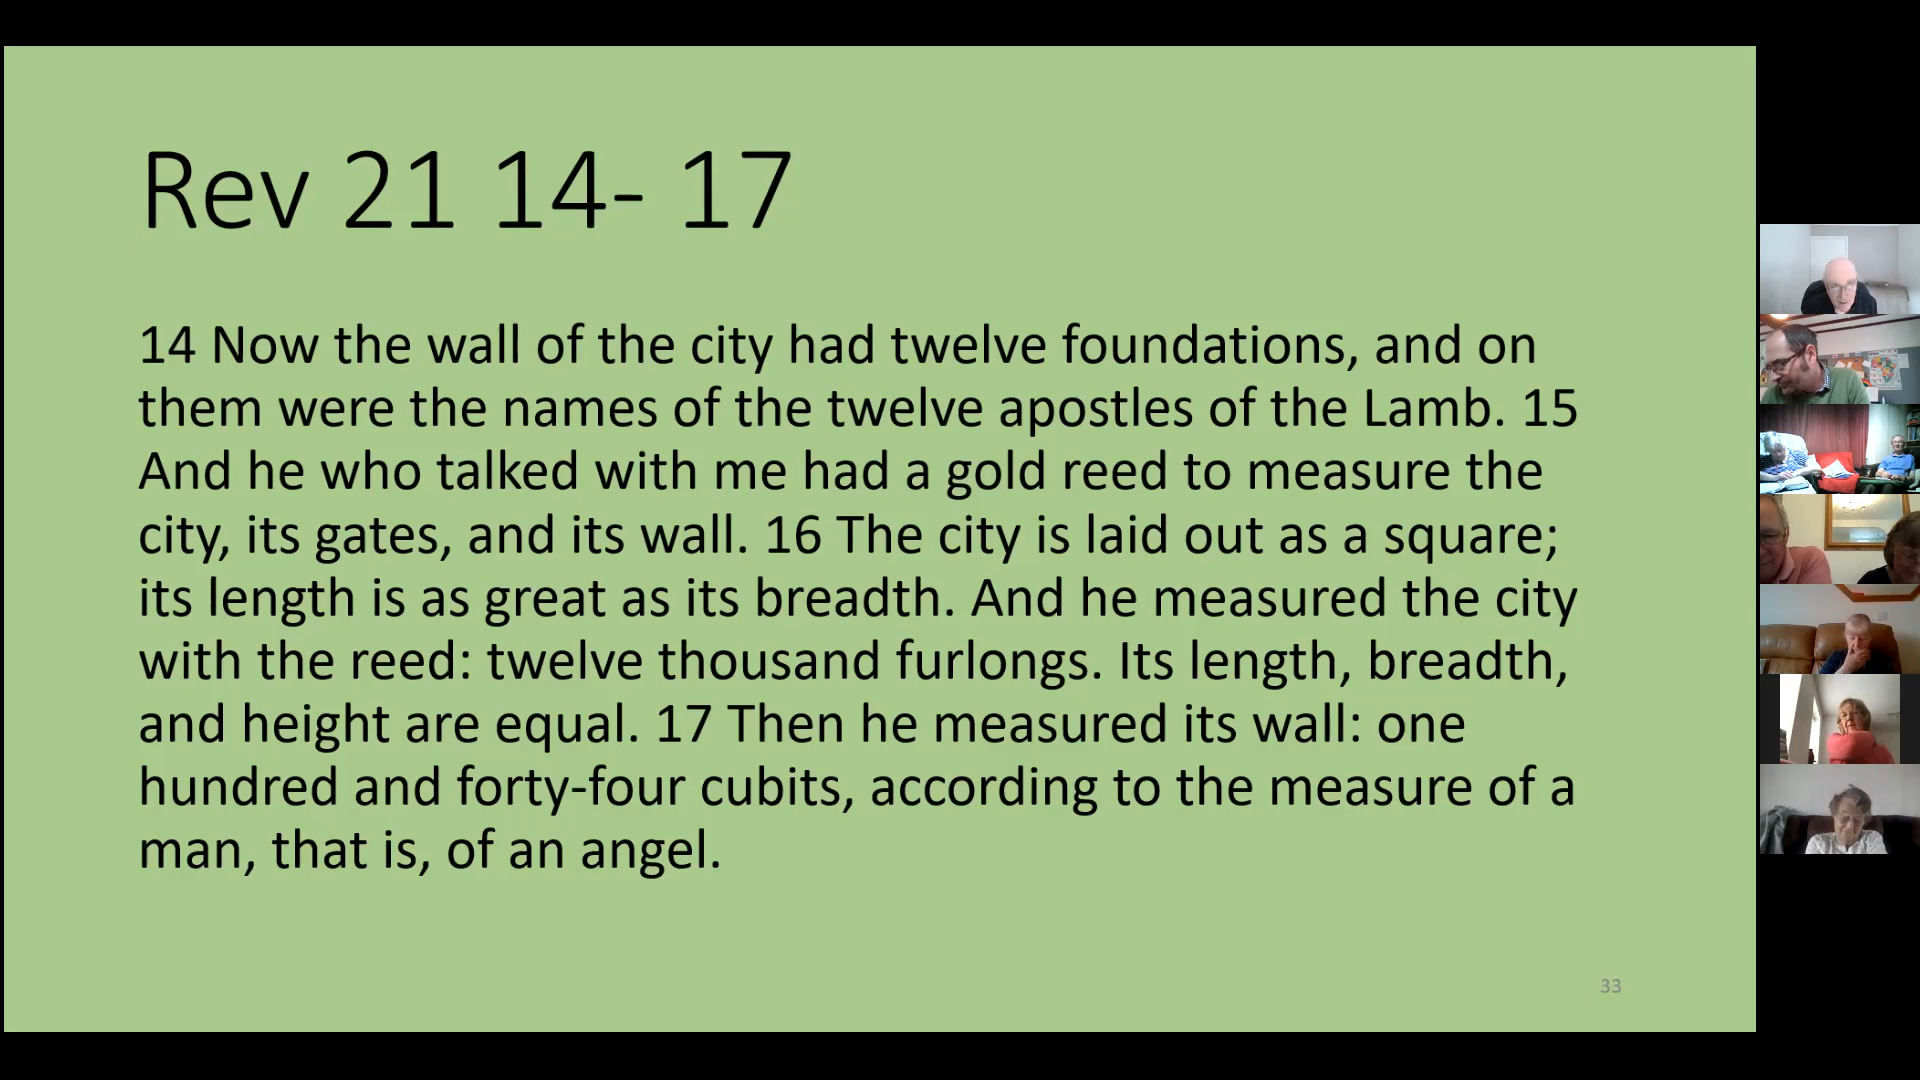 Rev 21 14- 17
14 Now the wall of the city had twelve foundations, and on
them were the names of the twelve apostles of the Lamb. 15
And he who talked with me had a gold reed to measure the
city, its gates, and its wall. 16 The city is laid out as a square;
its length is as great as its breadth. And he measured the city
with the reed: twelve thousand furlongs. Its length, breadth,
and height are equal. 17 Then he measured its wall: one
hundred and forty-four cubits, according to the measure of a
man, that is, of an angel.
33